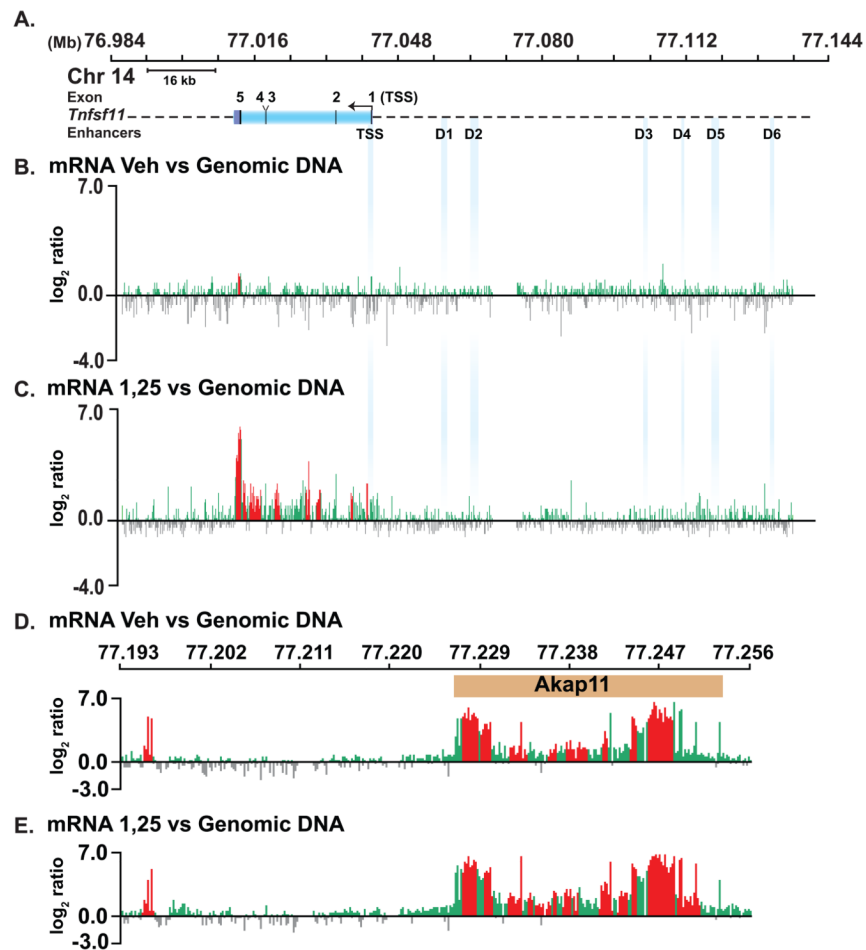 A.
(Mb) 76.984 77.016 77.048 77.080 77.112 77.144
Chr 14 16 kb
Exon 5 4 3 2 1 (TSS)
Tnfsf11
Enhancers TSS D1 D2 D3 D4 D5 D6
B. mRNA Veh vs Genomic DNA
7.0
log2 ratio
0.0
-4.0
C. mRNA 1,25 vs Genomic DNA
7.0
log2 ratio
0.0
-4.0
D. mRNA Veh vs Genomic DNA
77.193 77.202 77.211 77.220 77.229 77.238 77.247 77.256
Akap11
7.0
log2 ratio
0.0
-3.0
E. mRNA 1,25 vs Genomic DNA
7.0
log2 ratio
0.0
-3.0